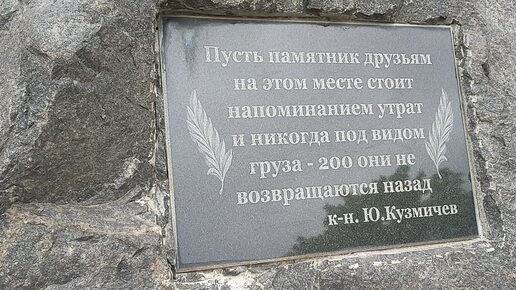 Пусть памятник друзьям
на этом месте стоит
напоминанием утрат
и никогда под видом
груза - 200 они не
возвращаются назад
к-н. Ю.Кузмичев